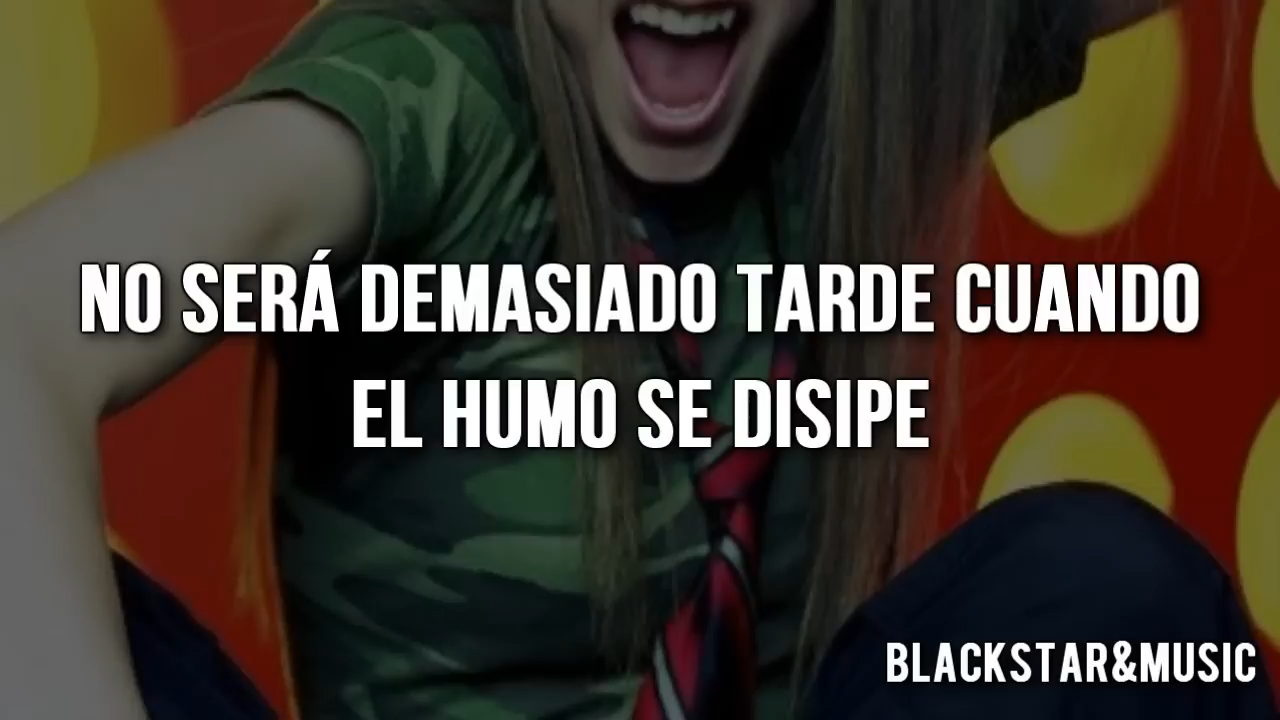 NO SERÁ DEMASIADO TARDE CUANDO
EL HUMO SE DISIPE
BLACKSTAR&MUSIC